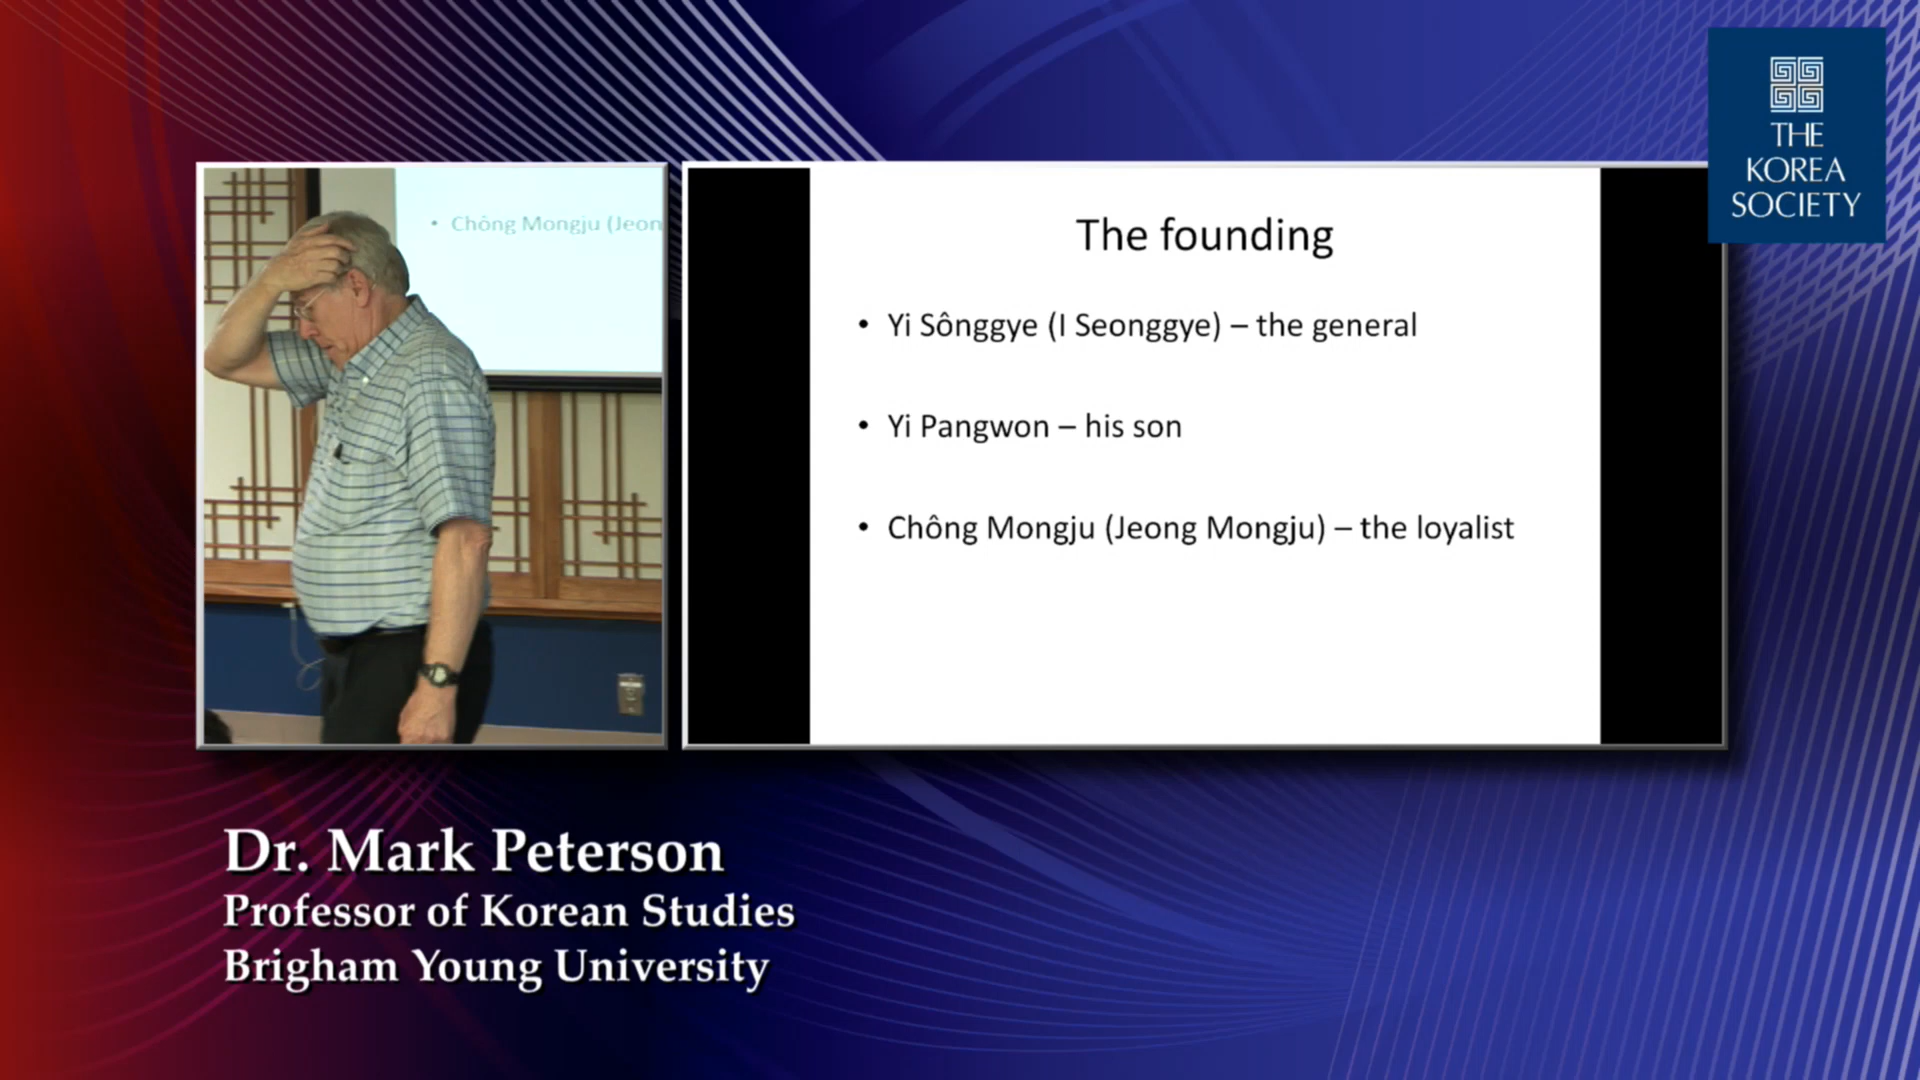 THE
KOREA
SOCIETY
• Chông Mongju (Jeon
The founding
• Yi Sônggye (I Seonggye) – the general
• Yi Pangwon – his son
• Chông Mongju (Jeong Mongju) – the loyalist
Dr. Mark Peterson
Professor of Korean Studies
Brigham Young University